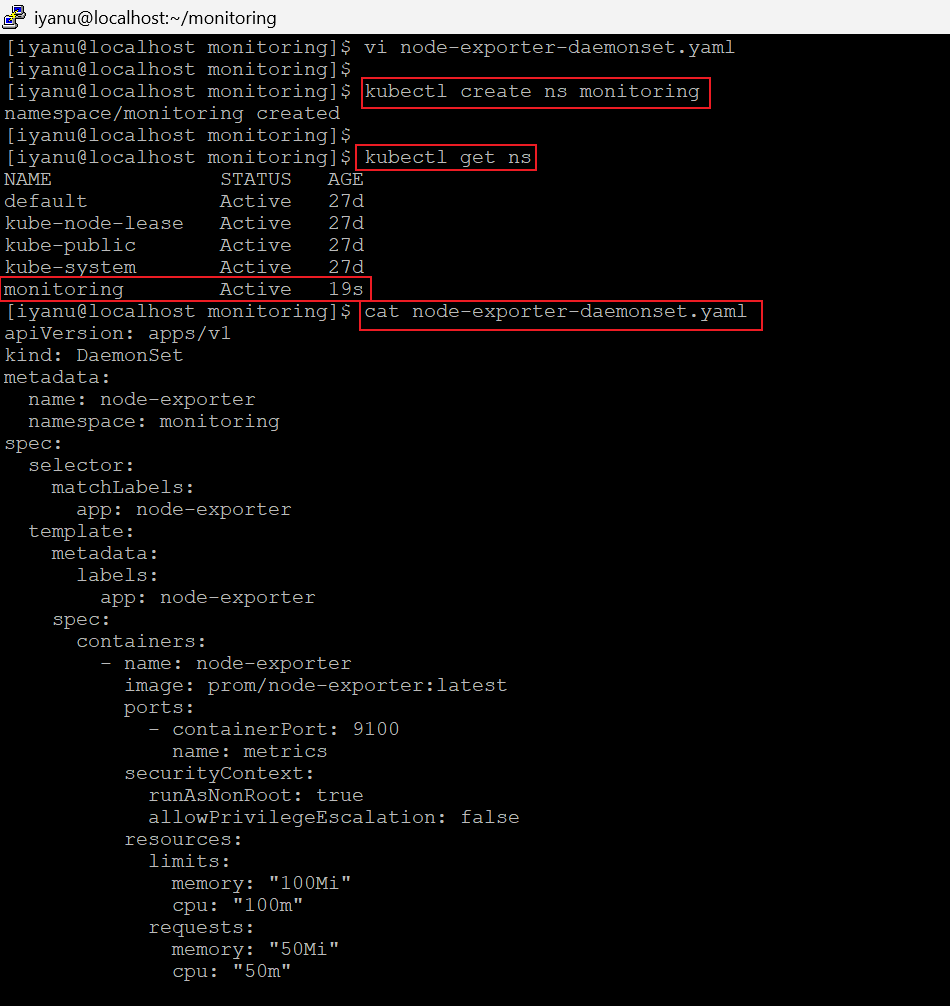 iyanu@localhost:~/monitoring
[iyanu@localhost monitoring]$ vi node-exporter-daemonset.yaml
[iyanu@localhost monitoring]$
[iyanu@localhost monitoring]$ kubectl create ns monitoring
namespace/monitoring created
[iyanu@localhost monitoring]$
[iyanu@localhost monitoring]$ kubectl get ns
NAME              STATUS   AGE
default           Active   27d
kube-node-lease   Active   27d
kube-public       Active   27d
kube-system       Active   27d
monitoring        Active   19s
[iyanu@localhost monitoring]$ cat node-exporter-daemonset.yaml
apiVersion: apps/v1
kind: DaemonSet
metadata:
  name: node-exporter
  namespace: monitoring
spec:
  selector:
    matchLabels:
      app: node-exporter
  template:
    metadata:
      labels:
        app: node-exporter
    spec:
      containers:
        - name: node-exporter
          image: prom/node-exporter:latest
          ports:
            - containerPort: 9100
              name: metrics
          securityContext:
            runAsNonRoot: true
            allowPrivilegeEscalation: false
          resources:
            limits:
              memory: "100Mi"
              cpu: "100m"
            requests:
              memory: "50Mi"
              cpu: "50m"